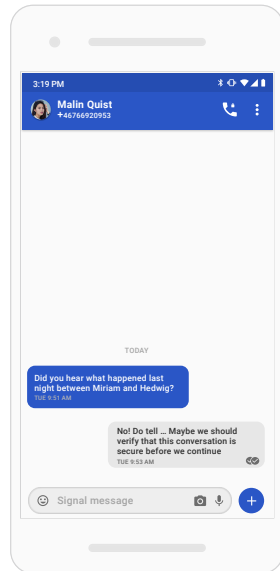 3:19 PM
Malin Quist
+46766920953
TODAY
Did you hear what happened last
night between Miriam and Hedwig?
TUE 9:51 AM
No! Do tell ... Maybe we should
verify that this conversation is
secure before we continue
TUE 9:53 AM
Signal message